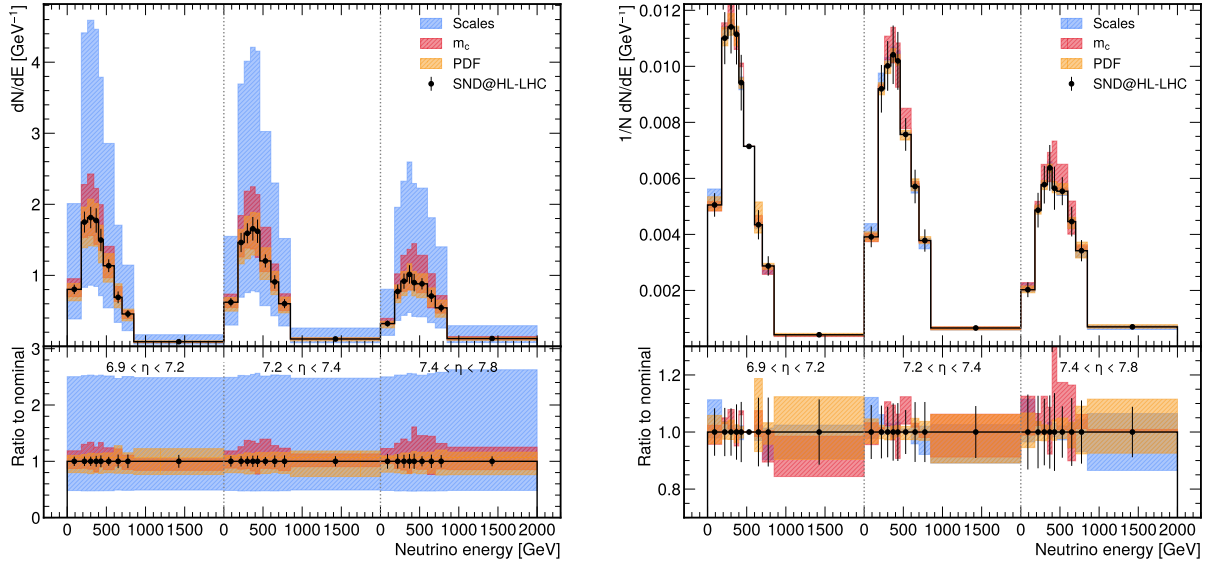 dN/dE [GeV⁻¹]
4
3
2
1
Scales
m_c
PDF
SND@HL-LHC
Ratio to nominal
3
2
1
0
6.9 < η < 7.2
7.2 < η < 7.4
7.4 < η < 7.8
0 500 1000 1500 0 500 1000 1500 0 500 1000 1500 2000
Neutrino energy [GeV]
1/N dN/dE [GeV⁻¹]
0.012
0.010
0.008
0.006
0.004
0.002
Scales
m_c
PDF
SND@HL-LHC
Ratio to nominal
1.2
1.0
0.8
6.9 < η < 7.2
7.2 < η < 7.4
7.4 < η < 7.8
0 500 1000 1500 0 500 1000 1500 0 500 1000 1500 2000
Neutrino energy [GeV]